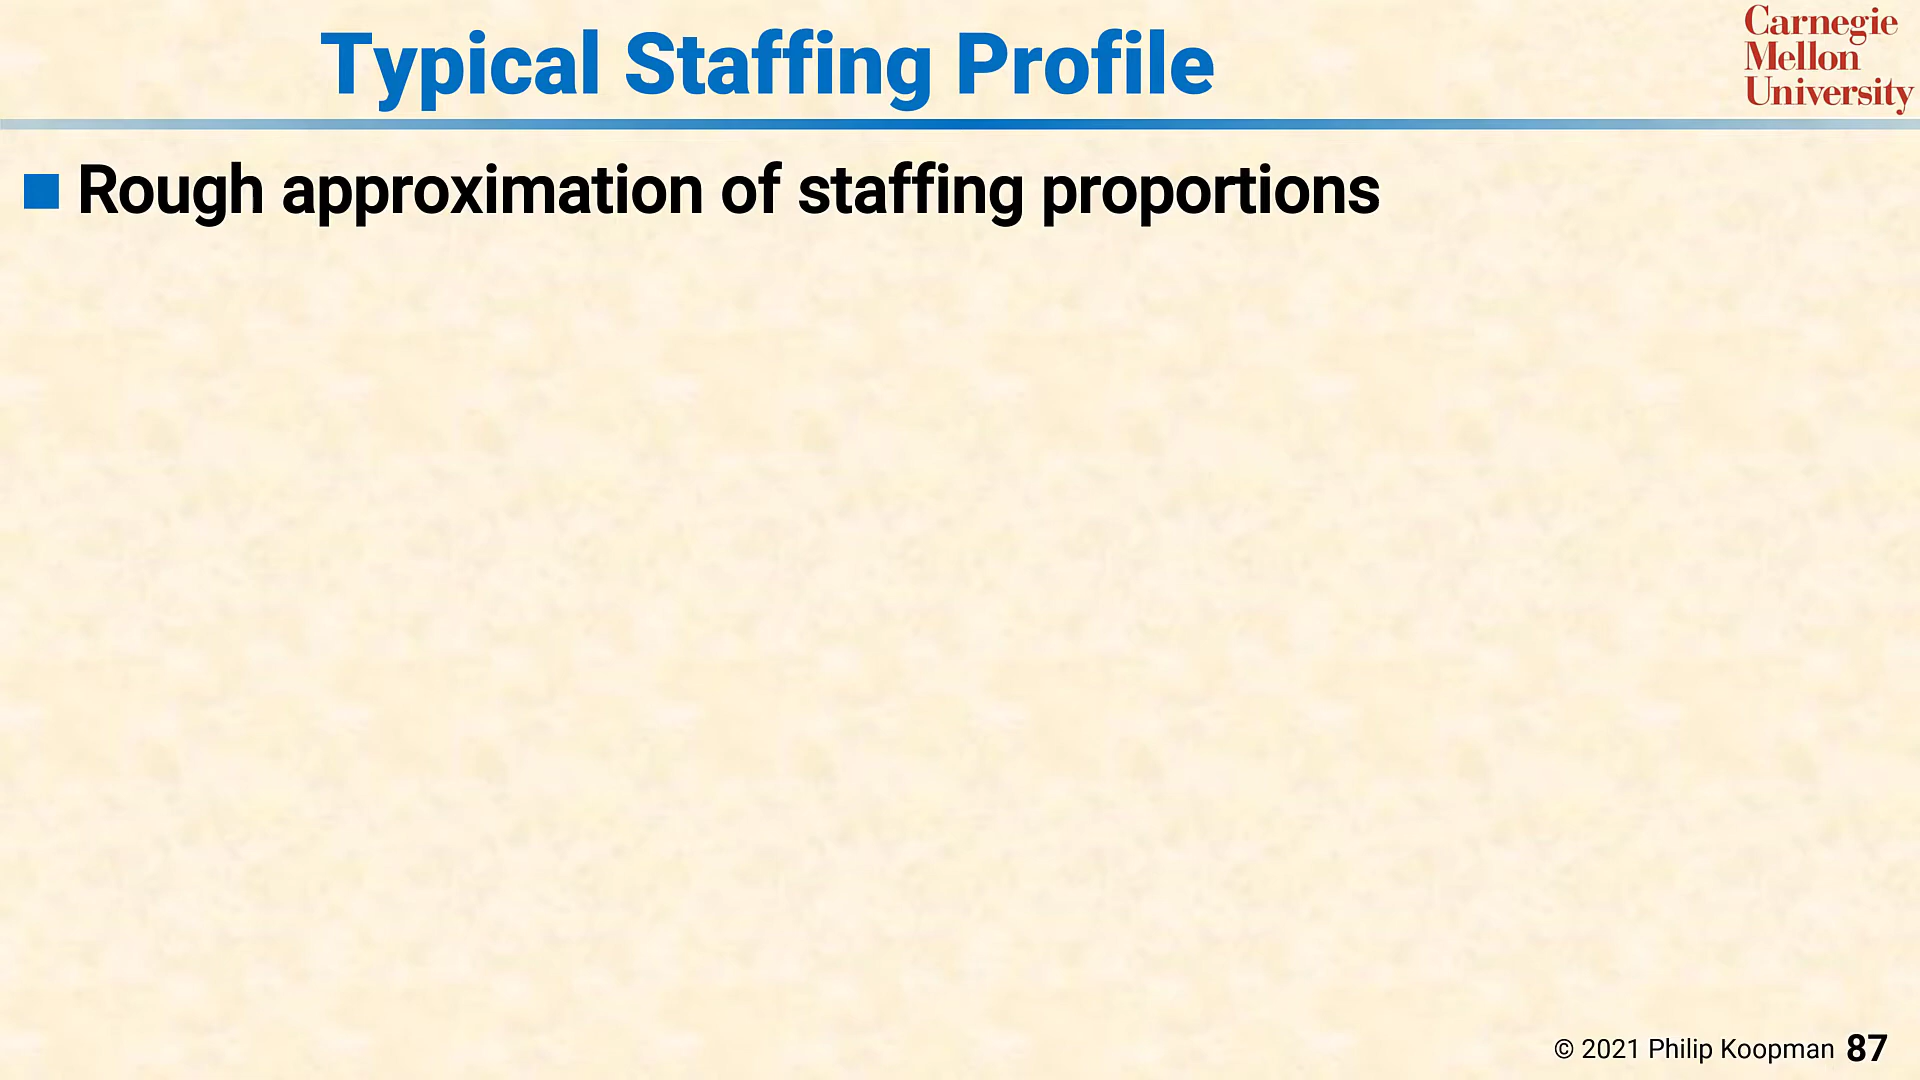 Typical Staffing Profile
Carnegie
Mellon
University
Rough approximation of staffing proportions
© 2021 Philip Koopman 87